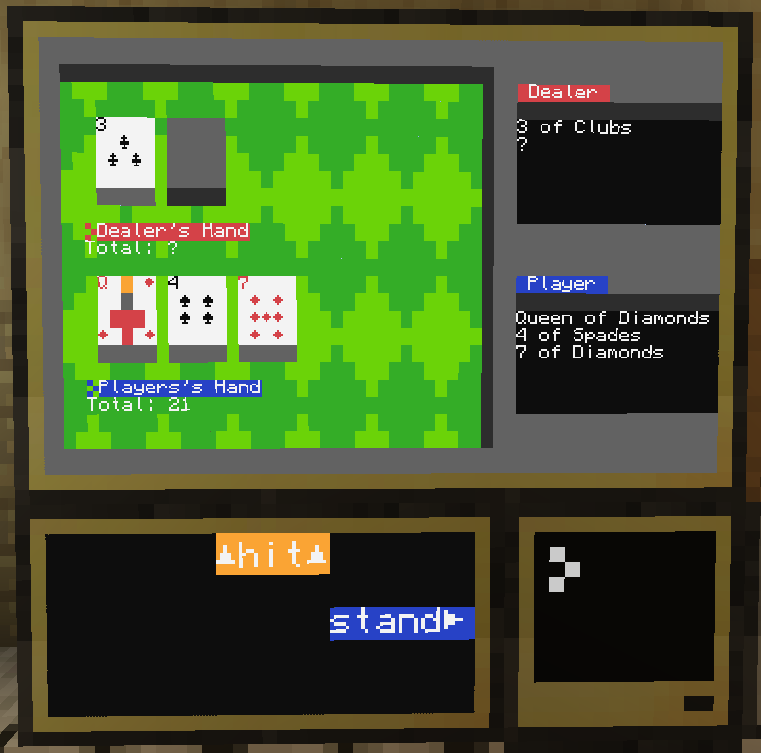 3
Dealer's Hand
Total: ?
Q 4 7
Players's Hand
Total: 21
Dealer
3 of Clubs
?
Player
Queen of Diamonds
4 of Spades
7 of Diamonds
▲hit▲
stand►
>